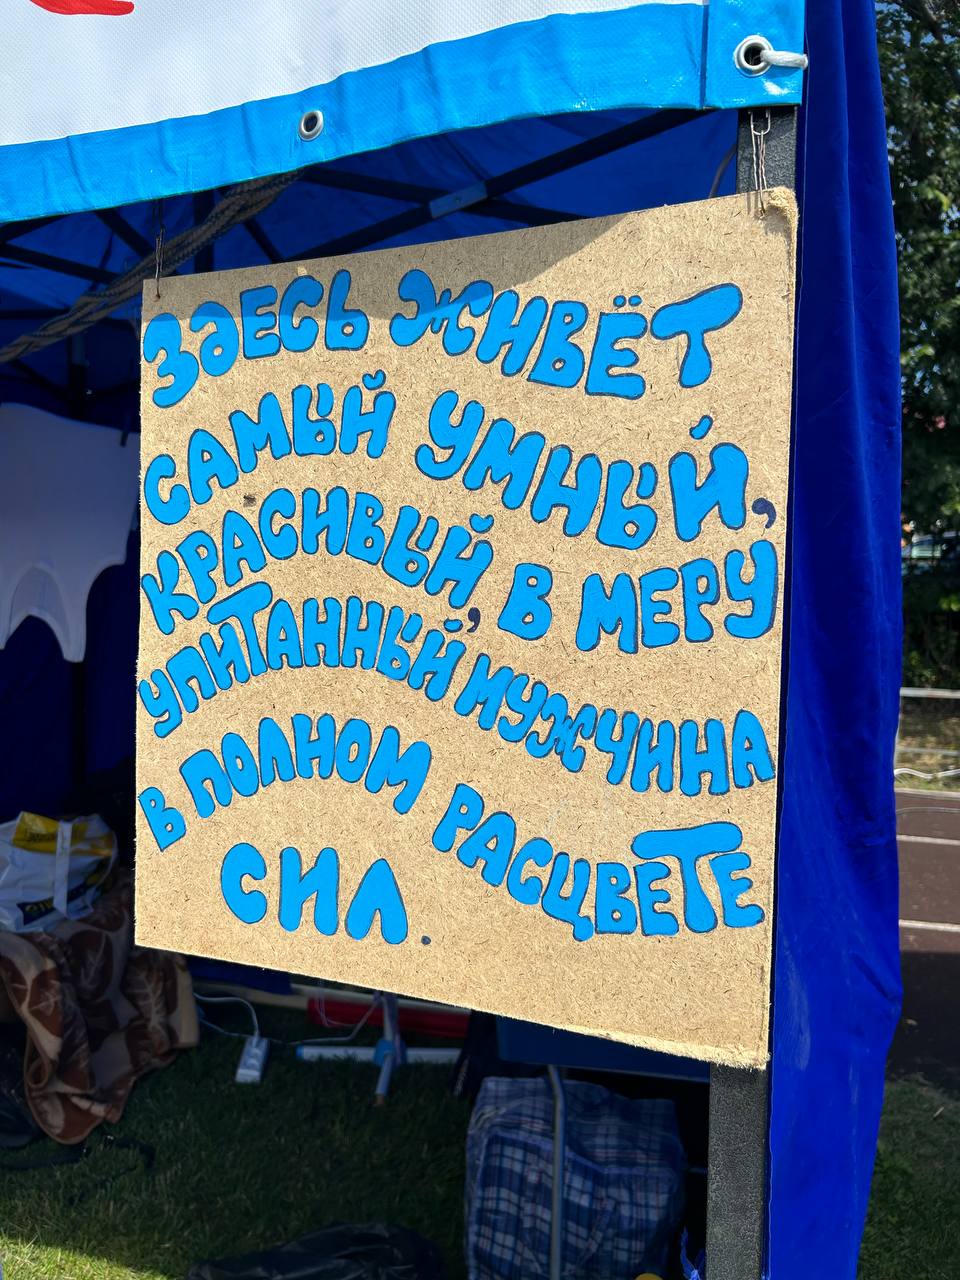 ЗДЕСЬ ЖИВЁТ
САМЫЙ УМНЫЙ,
КРАСИВЫЙ, В МЕРУ
УПИТАННЫЙ МУЖЧИНА
В ПОЛНОМ РАСЦВЕТЕ
СИЛ.